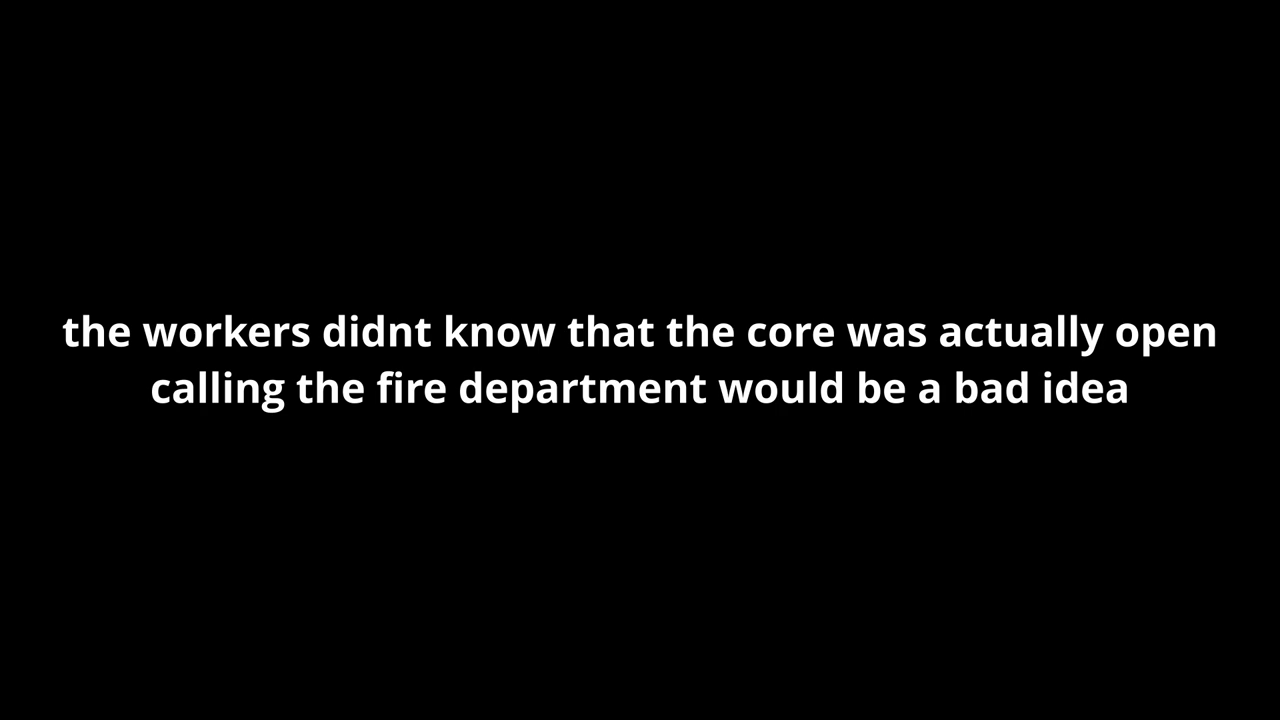 the workers didnt know that the core was actually open
calling the fire department would be a bad idea